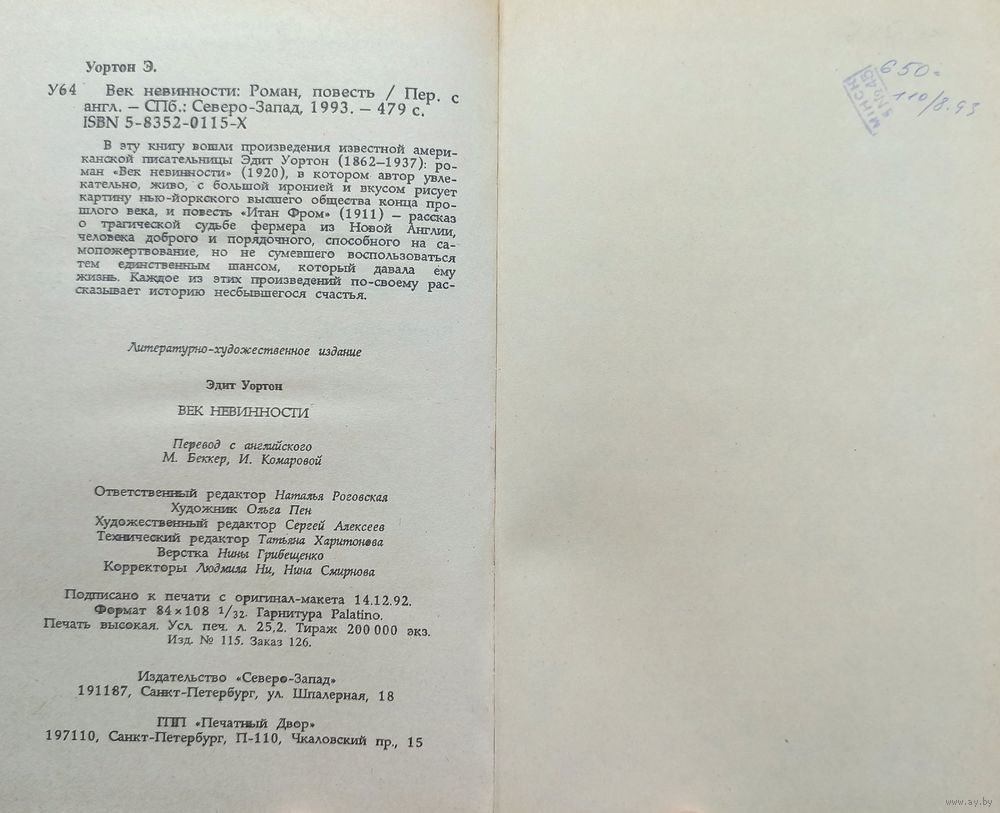 Уортон Э.
У64 Век невинности: Роман, повесть / Пер. с
англ. — СПб.: Северо-Запад, 1993. — 479 с.
ISBN 5-8352-0115-X
В эту книгу вошли произведения известной амери-
канской писательницы Эдит Уортон (1862—1937): ро-
ман «Век невинности» (1920), в котором автор увле-
кательно, живо, с большой иронией и вкусом рисует
картину нью-йоркского высшего общества конца про-
шлого века, и повесть «Итан Фром» (1911) — рассказ
о трагической судьбе фермера из Новой Англии,
человека доброго и порядочного, способного на са-
мопожертвование, но не сумевшего воспользоваться
тем единственным шансом, который давала ему
жизнь. Каждое из этих произведений по-своему рас-
сказывает историю несбывшегося счастья.
Литературно-художественное издание
Эдит Уортон
ВЕК НЕВИННОСТИ
Перевод с английского
М. Беккер, И. Комаровой
Ответственный редактор Наталья Роговская
Художник Ольга Пен
Художественный редактор Сергей Алексеев
Технический редактор Татьяна Харитонова
Верстка Нины Грибещенко
Корректоры Людмила Ни, Нина Смирнова
Подписано к печати с оригинал-макета 14.12.92.
Формат 84×108 1/32. Гарнитура Palatino.
Печать высокая. Усл. печ. л. 25,2. Тираж 200 000 экз.
Изд. № 115. Заказ 126.
Издательство «Северо-Запад»
191187, Санкт-Петербург, ул. Шпалерная, 18
ГПП «Печатный Двор»
197110, Санкт-Петербург, П-110, Чкаловский пр., 15
650=
110/8.93
МІНСК
№45
www.ay.by